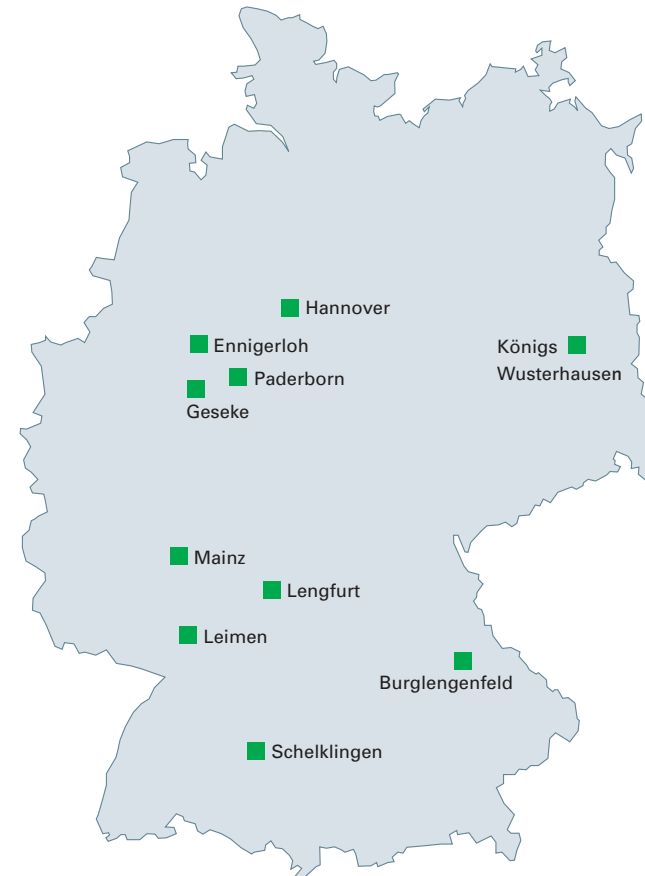 Hannover
Ennigerloh
Königs
Wusterhausen
Paderborn
Geseke
Mainz
Lengfurt
Leimen
Burglengenfeld
Schelklingen